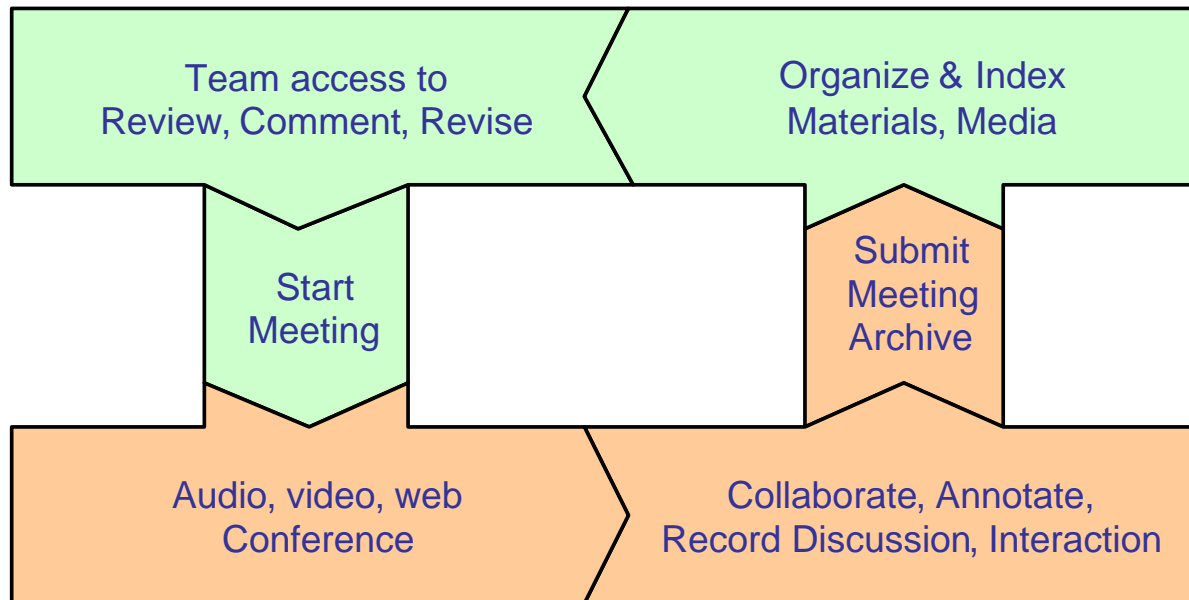 Team access to
Review, Comment, Revise
Organize & Index
Materials, Media
Start
Meeting
Submit
Meeting
Archive
Audio, video, web
Conference
Collaborate, Annotate,
Record Discussion, Interaction